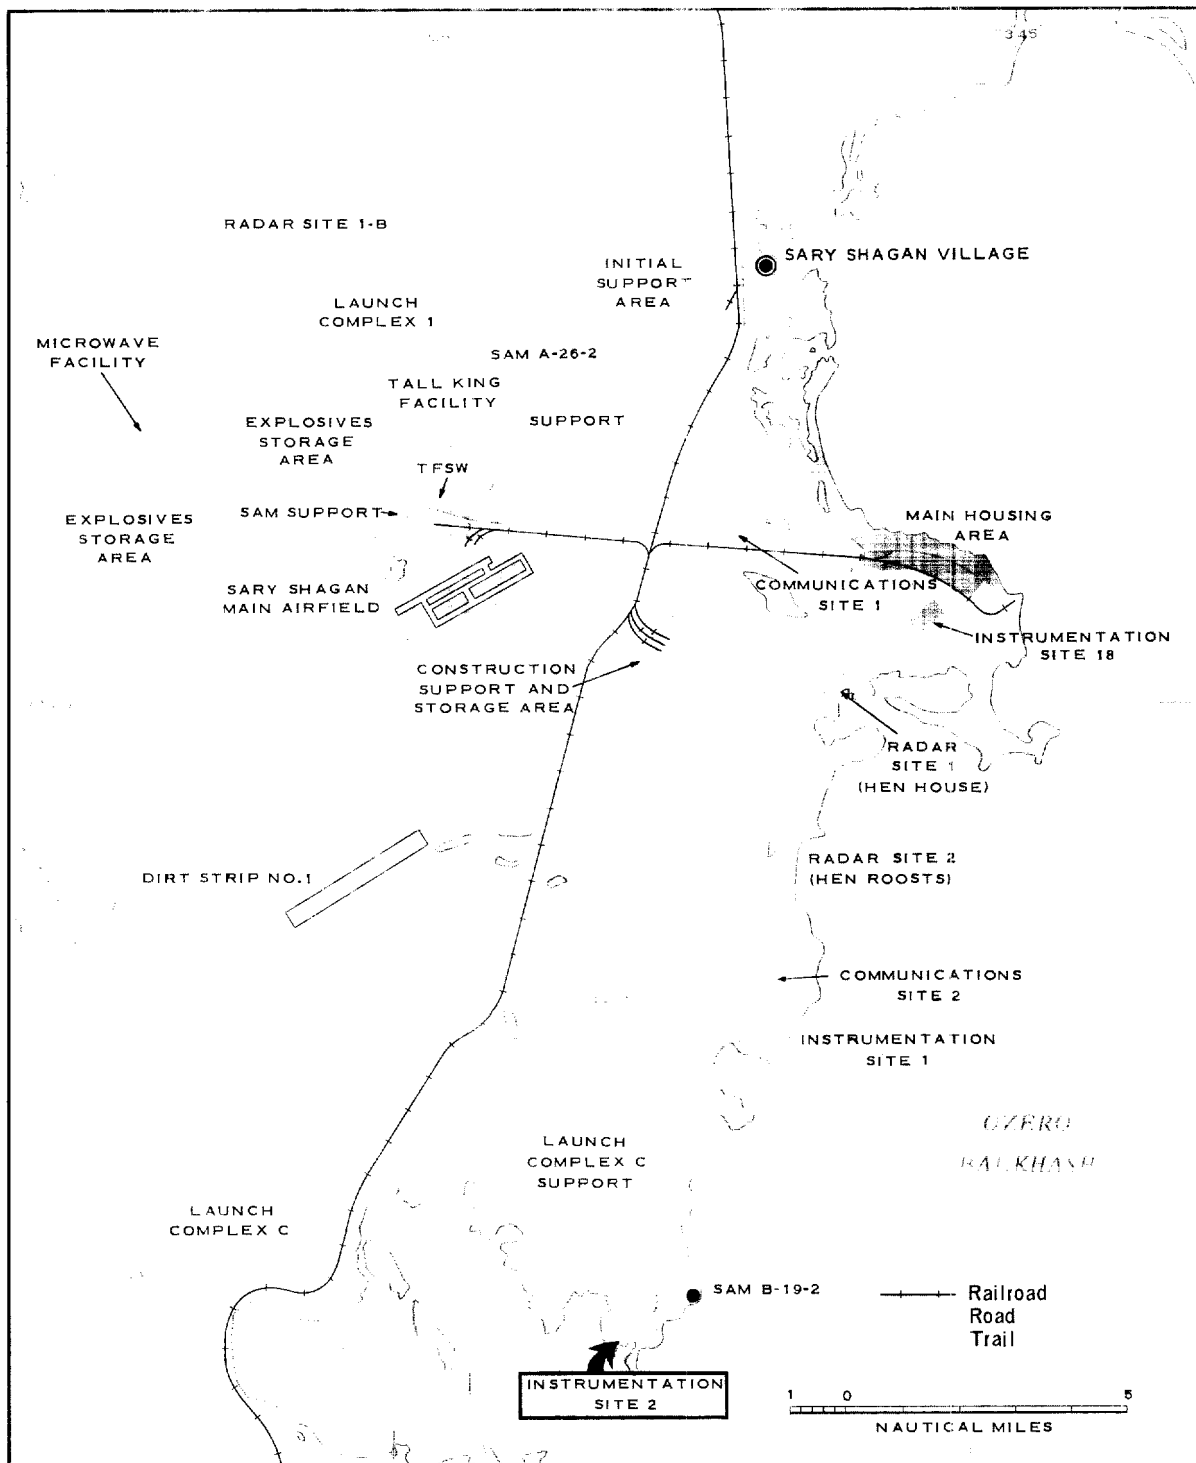 345
RADAR SITE 1-B
SARY SHAGAN VILLAGE
INITIAL
SUPPORT
AREA
LAUNCH
COMPLEX 1
MICROWAVE
FACILITY
SAM A-26-2
TALL KING
FACILITY
SUPPORT
EXPLOSIVES
STORAGE
AREA
TFSW
SAM SUPPORT
EXPLOSIVES
STORAGE
AREA
MAIN HOUSING
AREA
SARY SHAGAN
MAIN AIRFIELD
COMMUNICATIONS
SITE 1
INSTRUMENTATION
SITE 18
CONSTRUCTION
SUPPORT AND
STORAGE AREA
RADAR
SITE 1
(HEN HOUSE)
RADAR SITE 2
(HEN ROOSTS)
DIRT STRIP NO.1
COMMUNICATIONS
SITE 2
INSTRUMENTATION
SITE 1
OZERO
BALKHASH
LAUNCH
COMPLEX C
SUPPORT
LAUNCH
COMPLEX C
SAM B-19-2
Railroad
Road
Trail
INSTRUMENTATION
SITE 2
1 0 5
NAUTICAL MILES